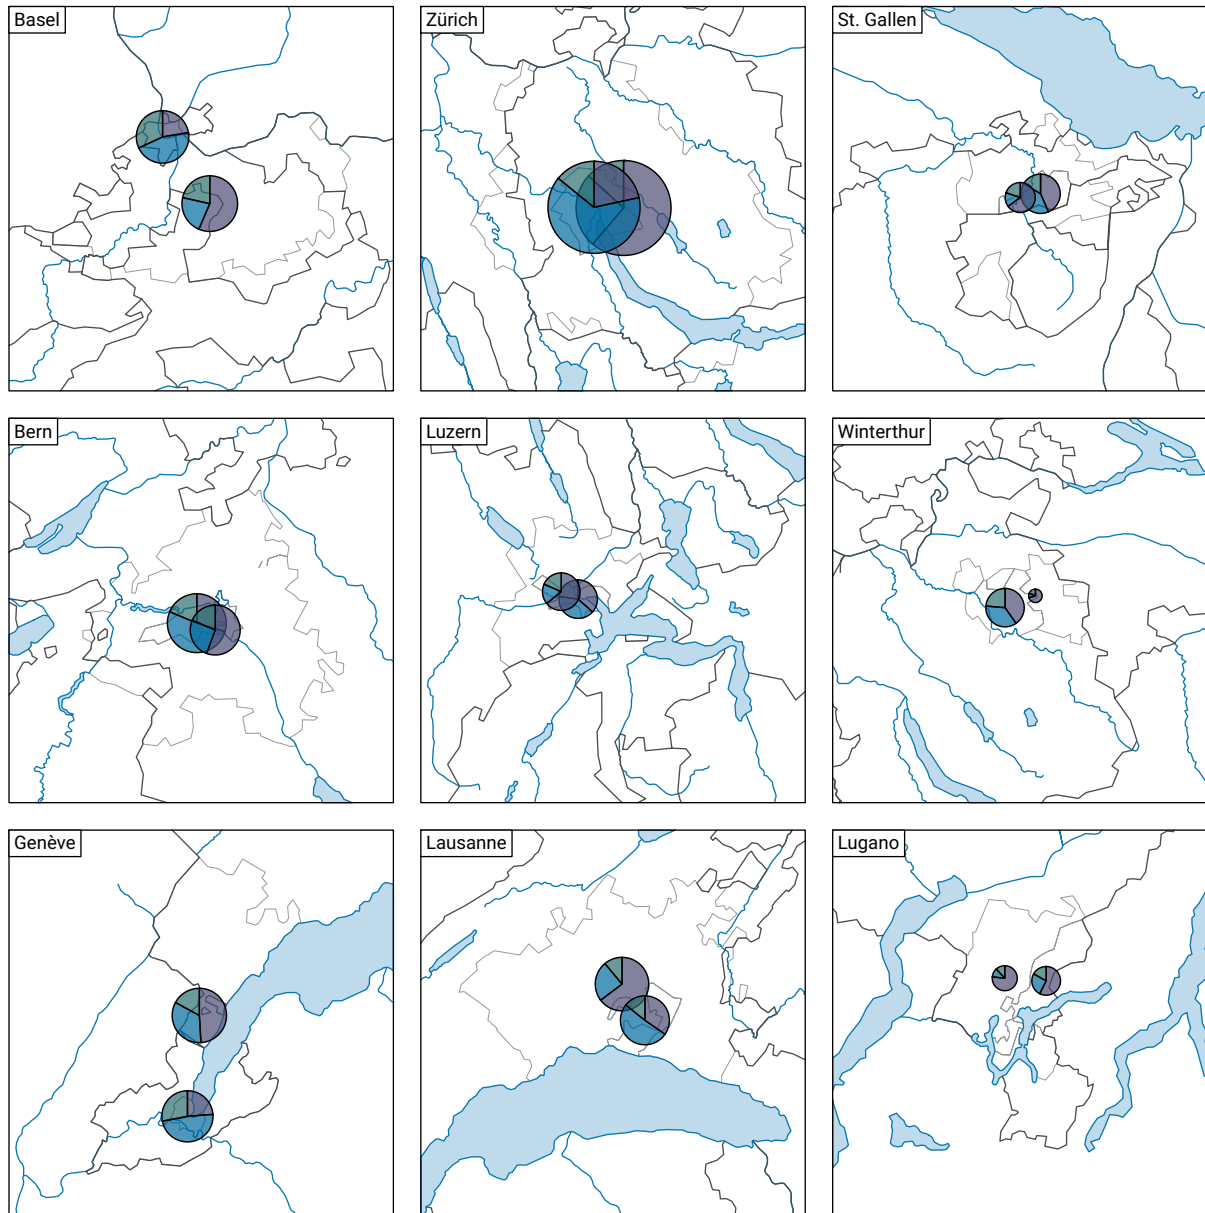 Basel
Zürich
St. Gallen
Bern
Luzern
Winterthur
Genève
Lausanne
Lugano